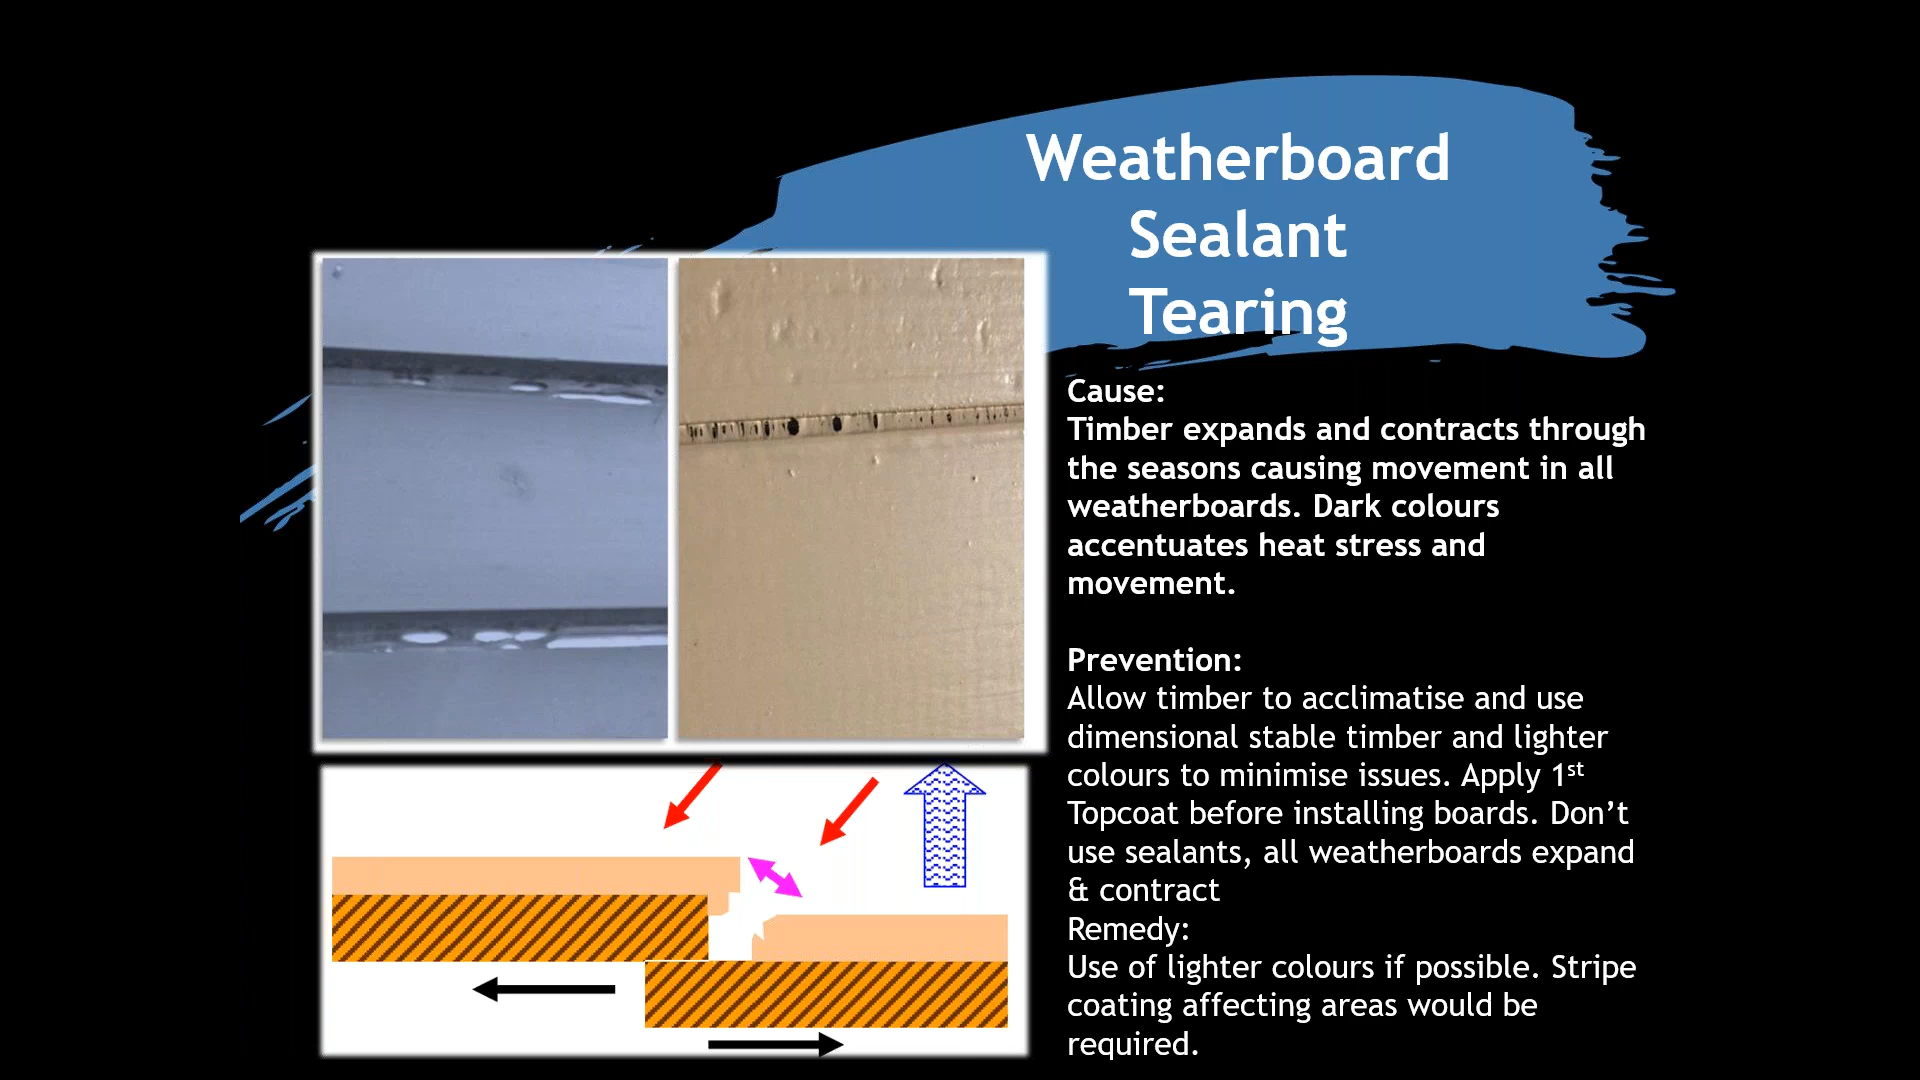 Weatherboard
Sealant
Tearing
Cause:
Timber expands and contracts through
the seasons causing movement in all
weatherboards. Dark colours
accentuates heat stress and
movement.
Prevention:
Allow timber to acclimatise and use
dimensional stable timber and lighter
colours to minimise issues. Apply 1st
Topcoat before installing boards. Don’t
use sealants, all weatherboards expand
& contract
Remedy:
Use of lighter colours if possible. Stripe
coating affecting areas would be
required.